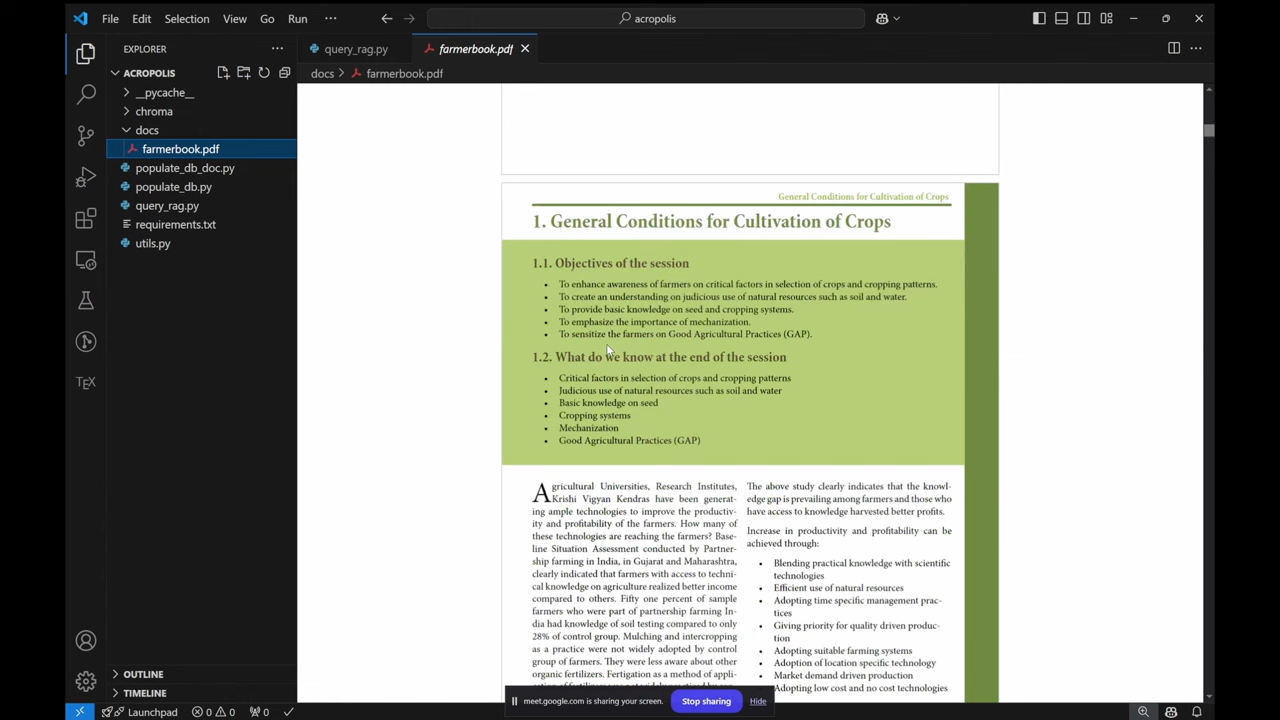 File Edit Selection View Go Run ··· acropolis
EXPLORER ···
query_rag.py farmerbook.pdf
docs > farmerbook.pdf
ACROPOLIS
__pycache__
chroma
docs
farmerbook.pdf
populate_db_doc.py
populate_db.py
query_rag.py
requirements.txt
utils.py
TEX
OUTLINE
TIMELINE
General Conditions for Cultivation of Crops
1. General Conditions for Cultivation of Crops
1.1. Objectives of the session
• To enhance awareness of farmers on critical factors in selection of crops and cropping patterns.
• To create an understanding on judicious use of natural resources such as soil and water.
• To provide basic knowledge on seed and cropping systems.
• To emphasize the importance of mechanization.
• To sensitize the farmers on Good Agricultural Practices (GAP).
1.2. What do we know at the end of the session
• Critical factors in selection of crops and cropping patterns
• Judicious use of natural resources such as soil and water
• Basic knowledge on seed
• Cropping systems
• Mechanization
• Good Agricultural Practices (GAP)
Agricultural Universities, Research Institutes,
Krishi Vigyan Kendras have been generat-
ing ample technologies to improve the productiv-
ity and profitability of the farmers. How many of
these technologies are reaching the farmers? Base-
line Situation Assessment conducted by Partner-
ship farming in India, in Gujarat and Maharashtra,
clearly indicated that farmers with access to techni-
cal knowledge on agriculture realized better income
compared to others. Fifty one percent of sample
farmers who were part of partnership farming In-
dia had knowledge of soil testing compared to only
28% of control group. Mulching and intercropping
as a practice were not widely adopted by control
group of farmers. They were less aware about other
organic fertilizers. Fertigation as a method of appli-
The above study clearly indicates that the knowl-
edge gap is prevailing among farmers and those who
have access to knowledge harvested better profits.
Increase in productivity and profitability can be
achieved through:
• Blending practical knowledge with scientific
technologies
• Efficient use of natural resources
• Adopting time specific management prac-
tices
• Giving priority for quality driven produc-
tion
• Adopting suitable farming systems
• Adoption of location specific technology
• Market demand driven production
Adopting low cost and no cost technologies
meet.google.com is sharing your screen. Stop sharing Hide
Launchpad 0 0 0